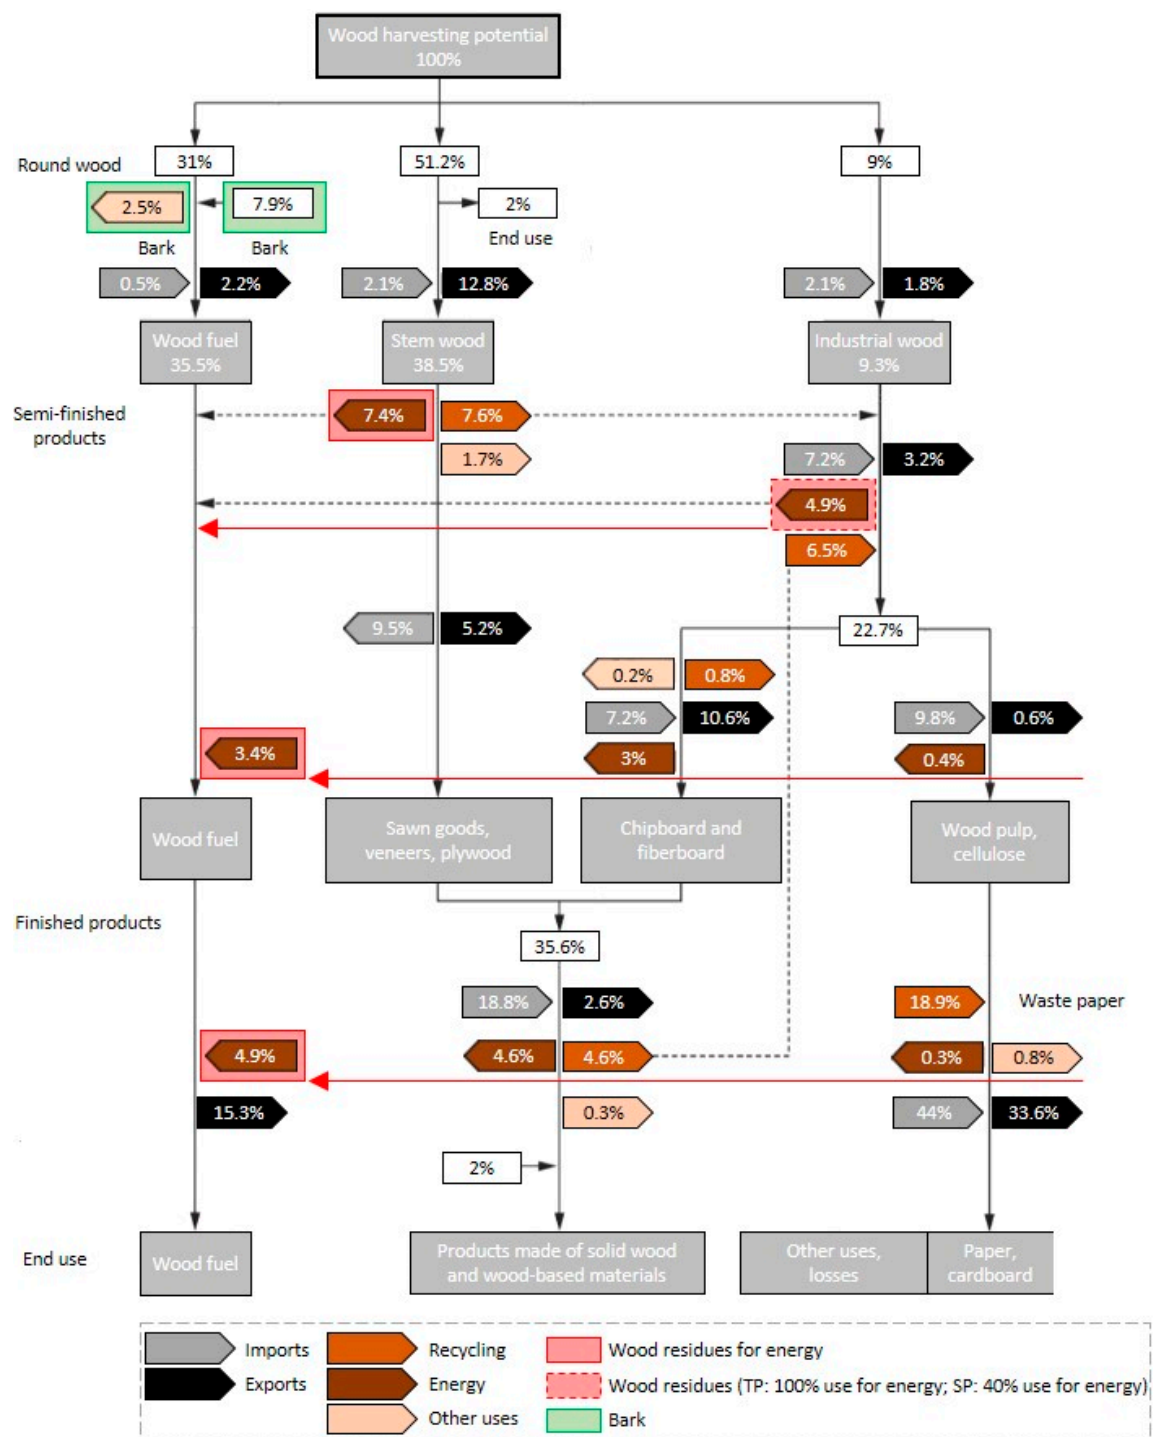 Wood harvesting potential
100%
Round wood
31%
51.2%
9%
2.5%
7.9%
2%
Bark
Bark
End use
0.5%
2.2%
2.1%
12.8%
2.1%
1.8%
Wood fuel
35.5%
Stem wood
38.5%
Industrial wood
9.3%
Semi-finished
products
7.4%
7.6%
1.7%
7.2%
3.2%
4.9%
6.5%
9.5%
5.2%
22.7%
0.2%
0.8%
7.2%
10.6%
9.8%
0.6%
3.4%
3%
0.4%
Wood fuel
Sawn goods,
veneers, plywood
Chipboard and
fiberboard
Wood pulp,
cellulose
Finished products
35.6%
18.8%
2.6%
18.9%
Waste paper
4.9%
4.6%
4.6%
0.3%
0.8%
15.3%
0.3%
44%
33.6%
2%
End use
Wood fuel
Products made of solid wood
and wood-based materials
Other uses,
losses
Paper,
cardboard
Imports
Recycling
Wood residues for energy
Exports
Energy
Wood residues (TP: 100% use for energy; SP: 40% use for energy)
Other uses
Bark